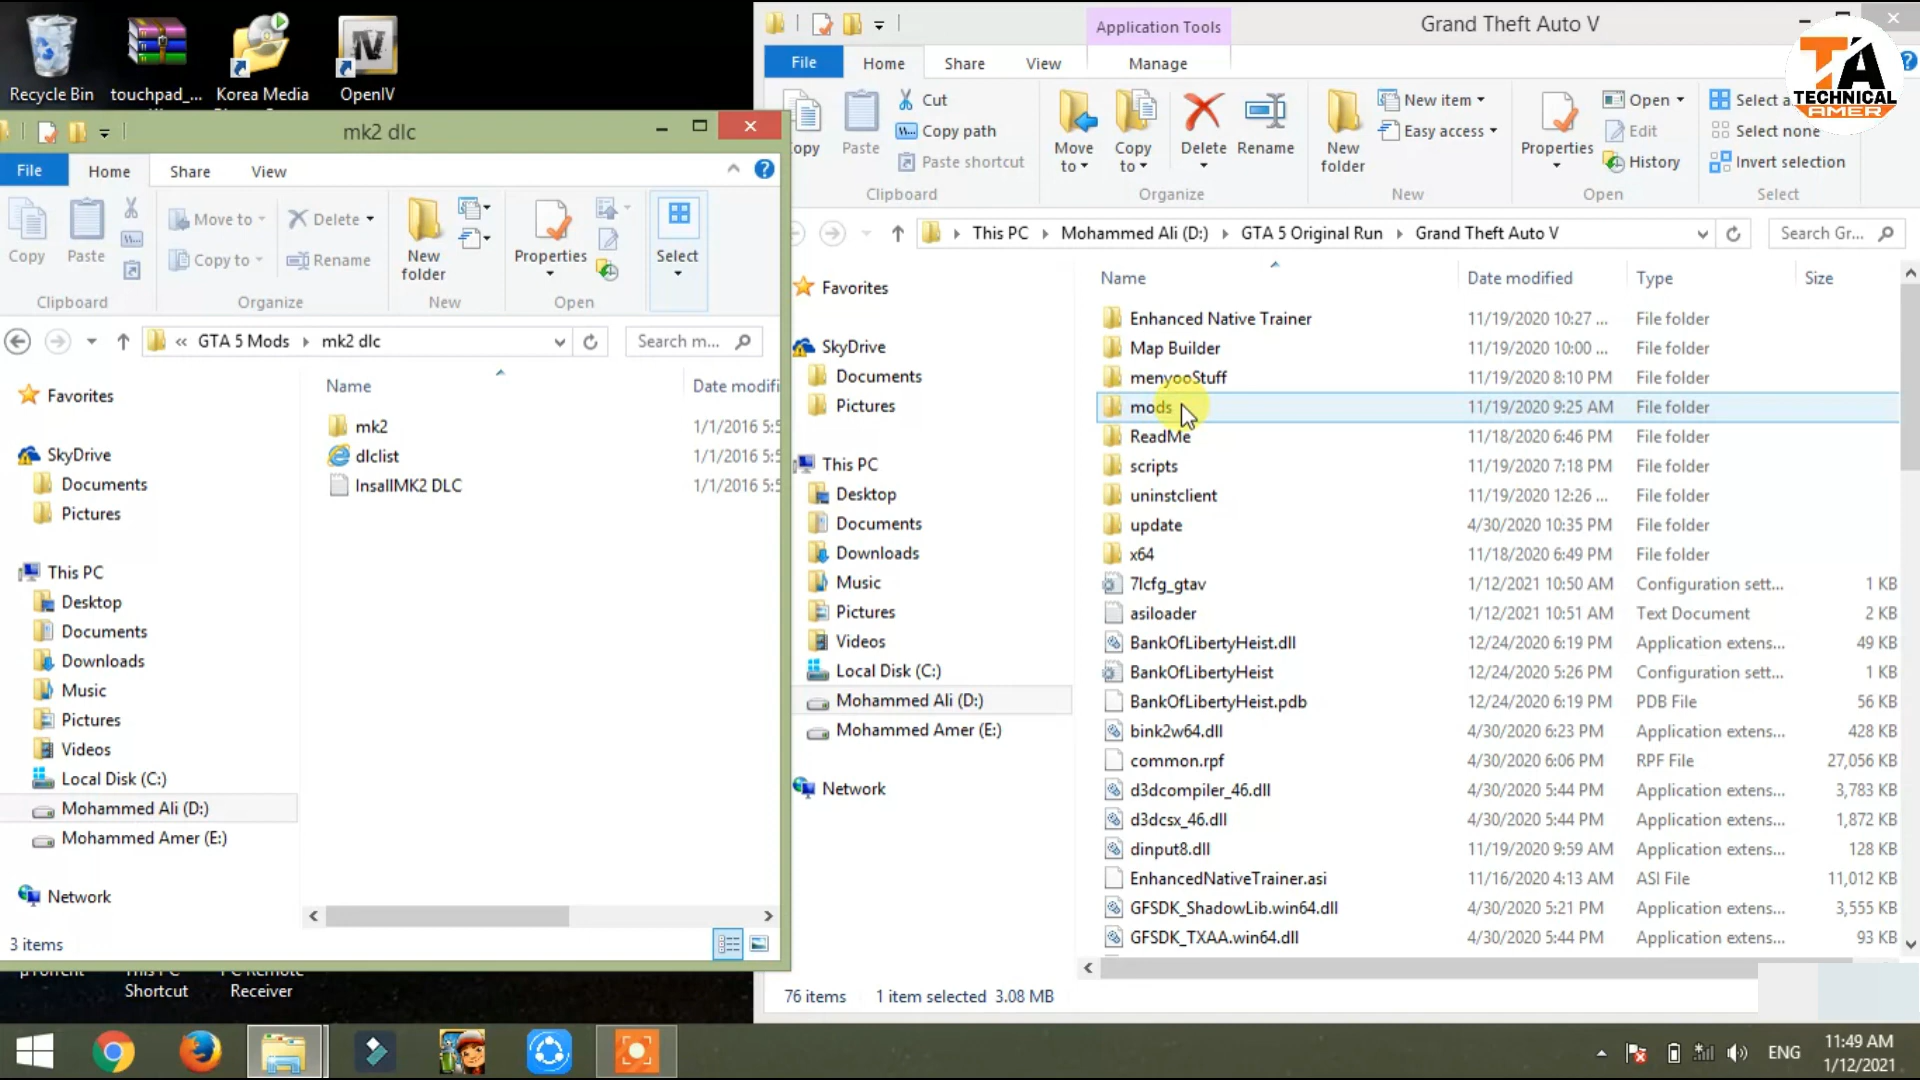 Recycle Bin
touchpad_...
Korea Media
OpenIV
Application Tools
Grand Theft Auto V
TA
TECHNICAL
AMER
File
Home
Share
View
Manage
Copy
Paste
Cut
Copy path
Paste shortcut
Clipboard
Move to
Copy to
Delete
Rename
Organize
New folder
New item
Easy access
New
Properties
Open
Edit
History
Open
Select none
Invert selection
Select
This PC
Mohammed Ali (D:)
GTA 5 Original Run
Grand Theft Auto V
Search Gr...
Favorites
SkyDrive
Documents
Pictures
This PC
Desktop
Documents
Downloads
Music
Pictures
Videos
Local Disk (C:)
Mohammed Ali (D:)
Mohammed Amer (E:)
Network
Name Date modified Type Size
Enhanced Native Trainer 11/19/2020 10:27 ... File folder
Map Builder 11/19/2020 10:00 ... File folder
menyooStuff 11/19/2020 8:10 PM File folder
mods 11/19/2020 9:25 AM File folder
ReadMe 11/18/2020 6:46 PM File folder
scripts 11/19/2020 7:18 PM File folder
uninstclient 11/19/2020 12:26 ... File folder
update 4/30/2020 10:35 PM File folder
x64 11/18/2020 6:49 PM File folder
7lcfg_gtav 1/12/2021 10:50 AM Configuration sett... 1 KB
asiloader 1/12/2021 10:51 AM Text Document 2 KB
BankOfLibertyHeist.dll 12/24/2020 6:19 PM Application extens... 49 KB
BankOfLibertyHeist 12/24/2020 5:26 PM Configuration sett... 1 KB
BankOfLibertyHeist.pdb 12/24/2020 6:19 PM PDB File 56 KB
bink2w64.dll 4/30/2020 6:23 PM Application extens... 428 KB
common.rpf 4/30/2020 6:06 PM RPF File 27,056 KB
d3dcompiler_46.dll 4/30/2020 5:44 PM Application extens... 3,783 KB
d3dcsx_46.dll 4/30/2020 5:44 PM Application extens... 1,872 KB
dinput8.dll 11/19/2020 9:59 AM Application extens... 128 KB
EnhancedNativeTrainer.asi 11/16/2020 4:13 AM ASI File 11,012 KB
GFSDK_ShadowLib.win64.dll 4/30/2020 5:21 PM Application extens... 3,555 KB
GFSDK_TXAA.win64.dll 4/30/2020 5:44 PM Application extens... 93 KB
76 items 1 item selected 3.08 MB
mk2 dlc
File
Home
Share
View
Copy
Paste
Clipboard
Move to
Copy to
Delete
Rename
Organize
New folder
New
Properties
Open
Select
« GTA 5 Mods
mk2 dlc
Search m...
Favorites
SkyDrive
Documents
Pictures
This PC
Desktop
Documents
Downloads
Music
Pictures
Videos
Local Disk (C:)
Mohammed Ali (D:)
Mohammed Amer (E:)
Network
Name Date modifi
mk2 1/1/2016 5:5
dlclist 1/1/2016 5:5
InsallMK2 DLC 1/1/2016 5:5
3 items
Shortcut
Receiver
ENG
11:49 AM
1/12/2021